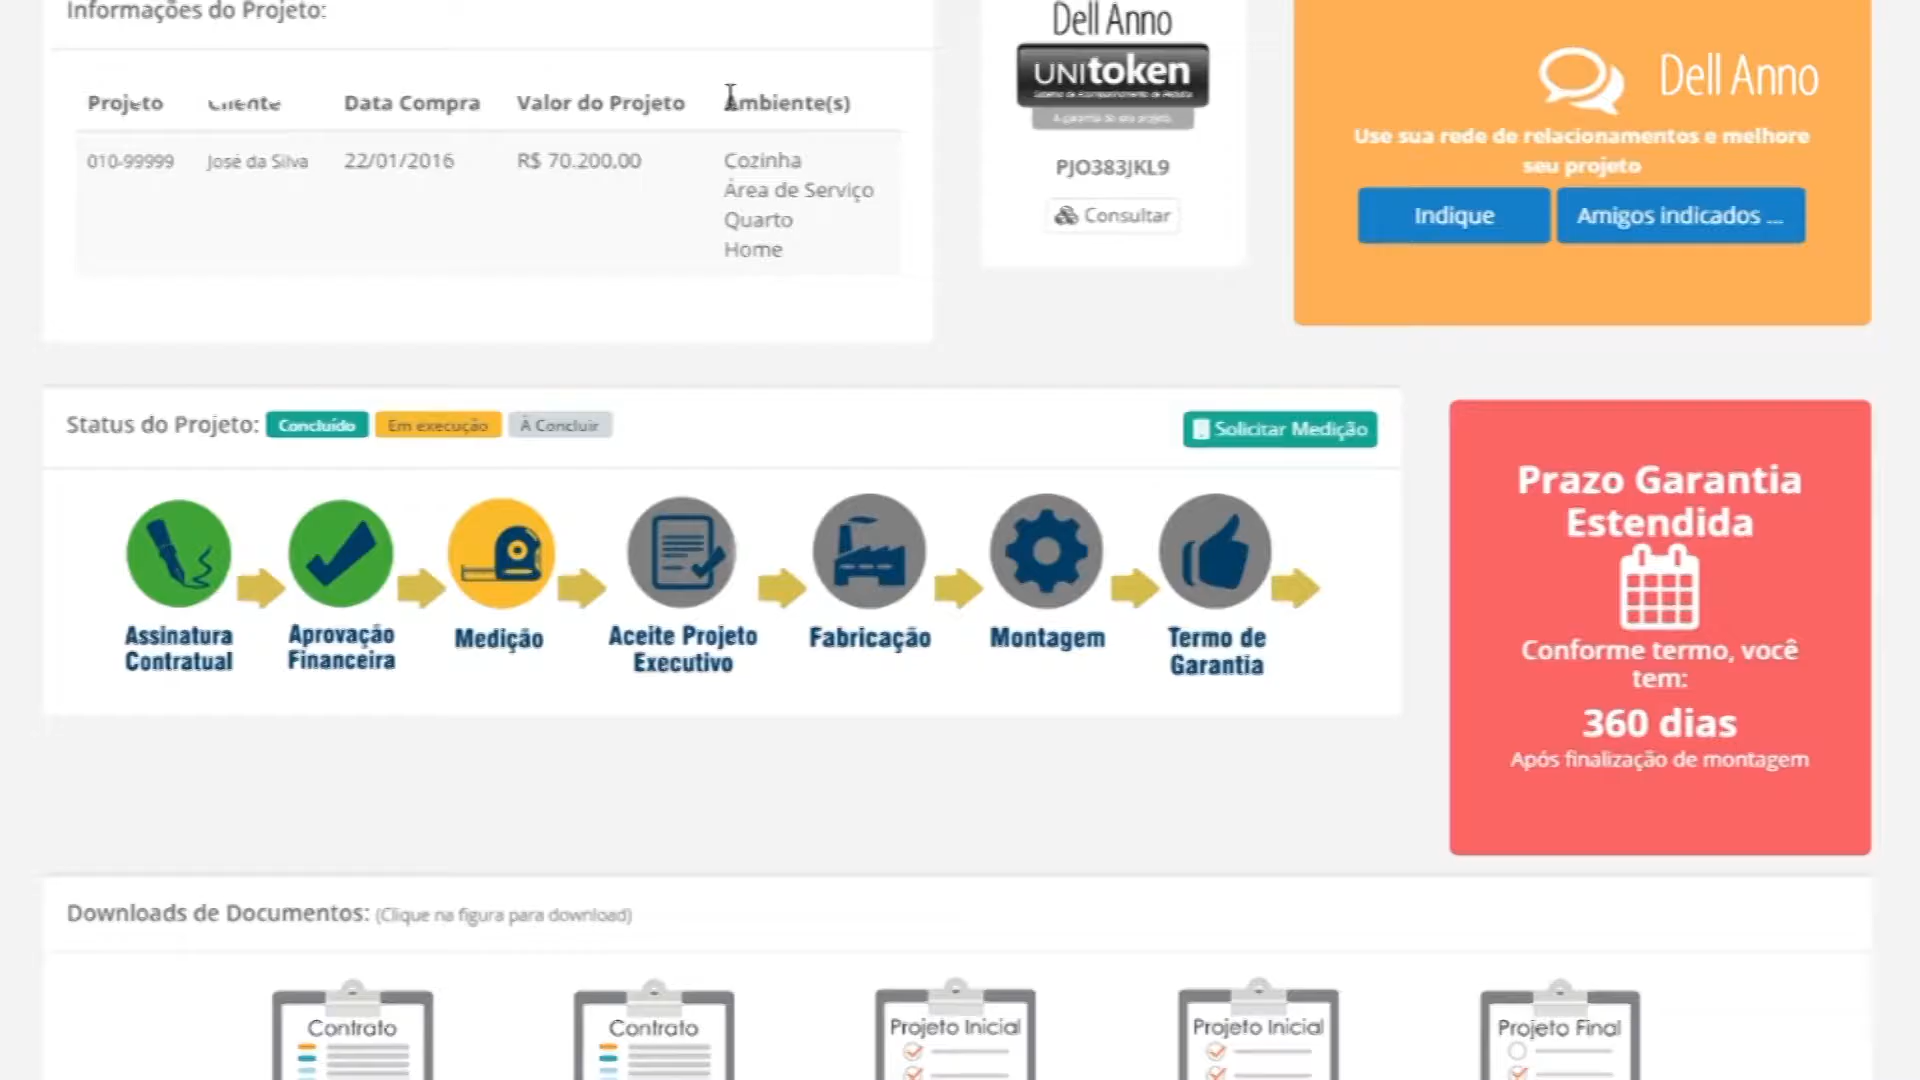 Informações do Projeto:
Projeto Cliente Data Compra Valor do Projeto Ambiente(s)
010-99999 José da Silva 22/01/2016 R$ 70.200,00 Cozinha
Área de Serviço
Quarto
Home
Dell Anno
UNItoken
A garantia do seu projeto.
PJO383JKL9
Consultar
Dell Anno
Use sua rede de relacionamentos e melhore
seu projeto
Indique
Amigos indicados ...
Status do Projeto: Concluído Em execução À Concluir
Solicitar Medição
Assinatura
Contratual
Aprovação
Financeira
Medição
Aceite Projeto
Executivo
Fabricação
Montagem
Termo de
Garantia
Prazo Garantia
Estendida
Conforme termo, você
tem:
360 dias
Após finalização de montagem
Downloads de Documentos: (Clique na figura para download)
Contrato
Contrato
Projeto Inicial
Projeto Inicial
Projeto Final